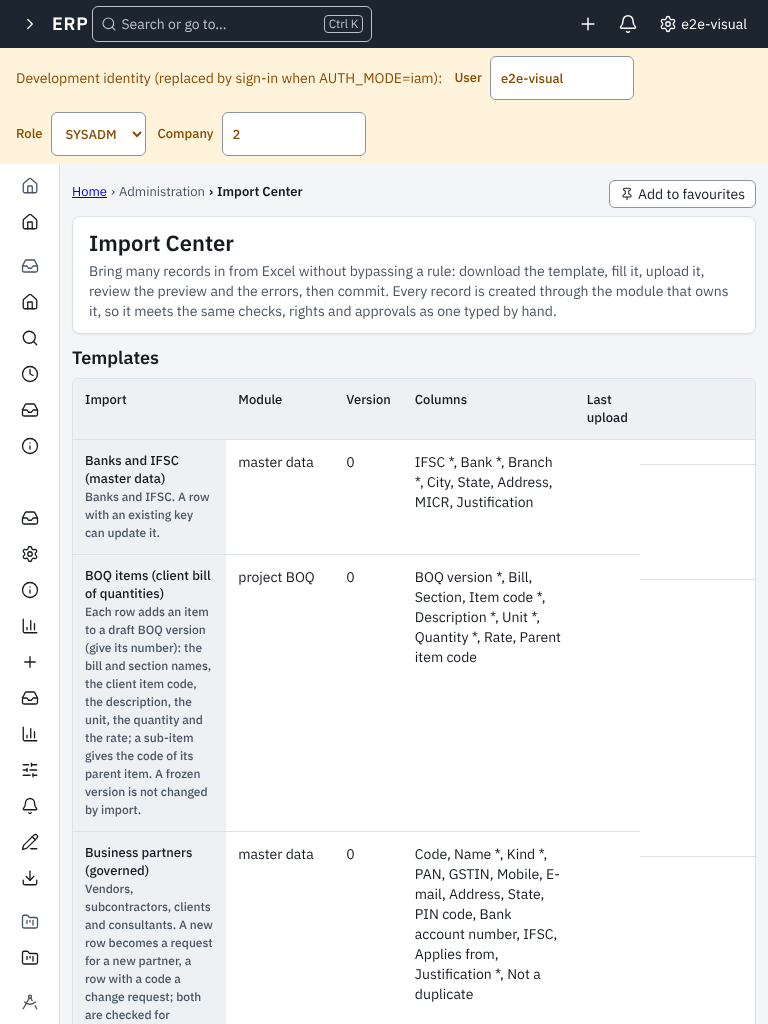 ERP
Search or go to...
Ctrl K
e2e-visual
Development identity (replaced by sign-in when AUTH_MODE=iam):
User
e2e-visual
Role
SYSADM
Company
2
Home › Administration › Import Center
Add to favourites
Import Center
Bring many records in from Excel without bypassing a rule: download the template, fill it, upload it,
review the preview and the errors, then commit. Every record is created through the module that owns
it, so it meets the same checks, rights and approvals as one typed by hand.
Templates
Import
Module
Version
Columns
Last
upload
Banks and IFSC
(master data)
Banks and IFSC. A row
with an existing key
can update it.
master data
0
IFSC *, Bank *, Branch
*, City, State, Address,
MICR, Justification
BOQ items (client bill
of quantities)
Each row adds an item
to a draft BOQ version
(give its number): the
bill and section names,
the client item code,
the description, the
unit, the quantity and
the rate; a sub-item
gives the code of its
parent item. A frozen
version is not changed
by import.
project BOQ
0
BOQ version *, Bill,
Section, Item code *,
Description *, Unit *,
Quantity *, Rate, Parent
item code
Business partners
(governed)
Vendors,
subcontractors, clients
and consultants. A new
row becomes a request
for a new partner, a
row with a code a
change request; both
are checked for
master data
0
Code, Name *, Kind *,
PAN, GSTIN, Mobile, E-
mail, Address, State,
PIN code, Bank
account number, IFSC,
Applies from,
Justification *, Not a
duplicate